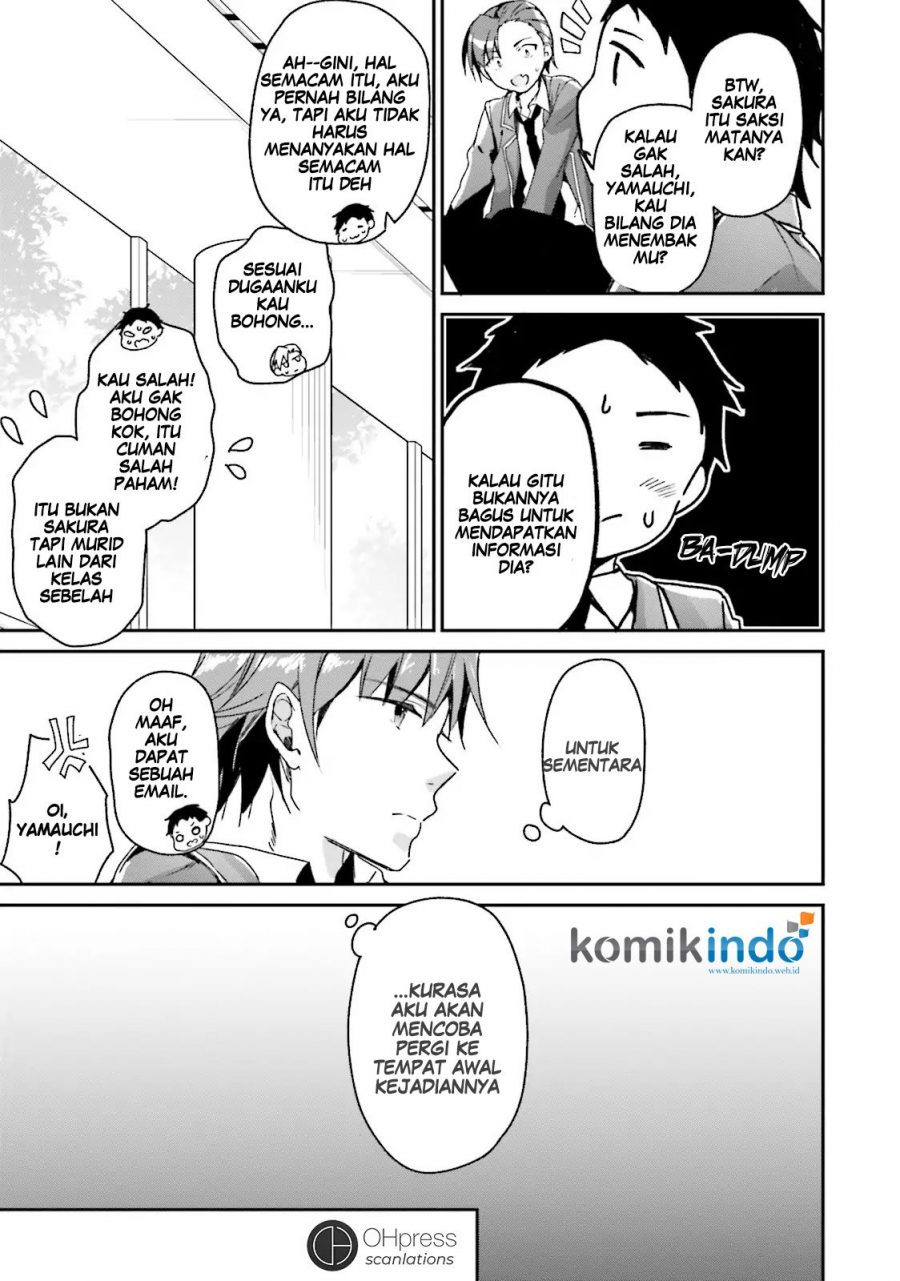 BTW,
SAKURA
ITU SAKSI
MATANYA
KAN?
KALAU
GAK
SALAH,
YAMAUCHI,
KAU
BILANG DIA
MENEMBAK
MU?
KALAU GITU
BUKANNYA
BAGUS UNTUK
MENDAPATKAN
INFORMASI
DIA?
BA-DUMP
AH--GINI, HAL
SEMACAM ITU, AKU
PERNAH BILANG
YA, TAPI AKU TIDAK
HARUS
MENANYAKAN HAL
SEMACAM
ITU DEH
SESUAI
DUGAANKU
KAU
BOHONG...
KAU SALAH!
AKU GAK
BOHONG
KOK, ITU
CUMAN
SALAH
PAHAM!
ITU BUKAN
SAKURA
TAPI MURID
LAIN DARI
KELAS
SEBELAH
UNTUK
SEMENTARA
OH
MAAF,
AKU
DAPAT
SEBUAH
EMAIL.
OI,
YAMAUCHI
!
komikindo
www.komikindo.web.id
...KURASA
AKU AKAN
MENCOBA
PERGI KE
TEMPAT AWAL
KEJADIANNYA
OHpress
scanlations